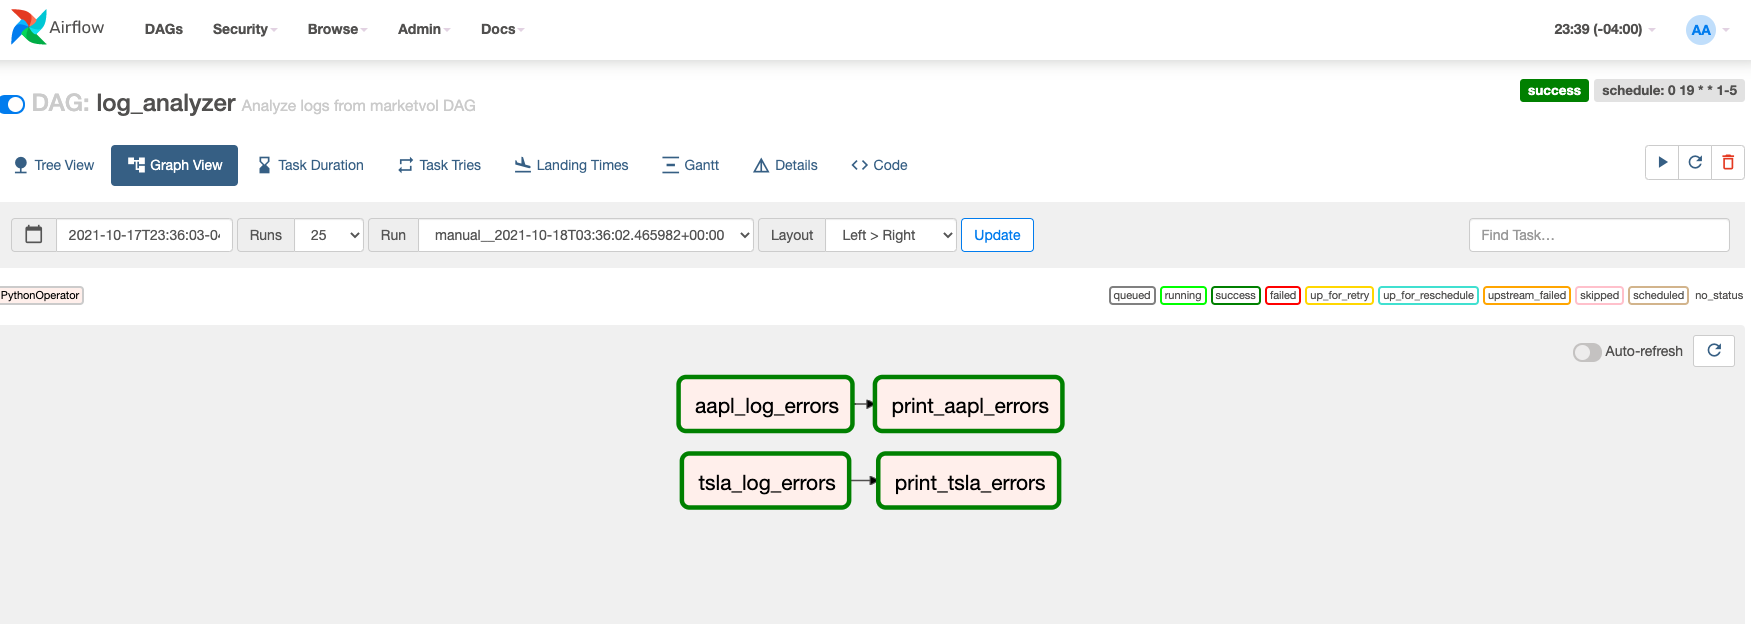 Airflow DAGs Security Browse Admin Docs 23:39 (-04:00) AA
DAG: log_analyzer Analyze logs from marketvol DAG success schedule: 0 19 * * 1-5
Tree View Graph View Task Duration Task Tries Landing Times Gantt Details Code
2021-10-17T23:36:03-04 Runs 25 Run manual__2021-10-18T03:36:02.465982+00:00 Layout Left > Right Update Find Task...
PythonOperator queued running success failed up_for_retry up_for_reschedule upstream_failed skipped scheduled no_status
Auto-refresh
aapl_log_errors print_aapl_errors
tsla_log_errors print_tsla_errors